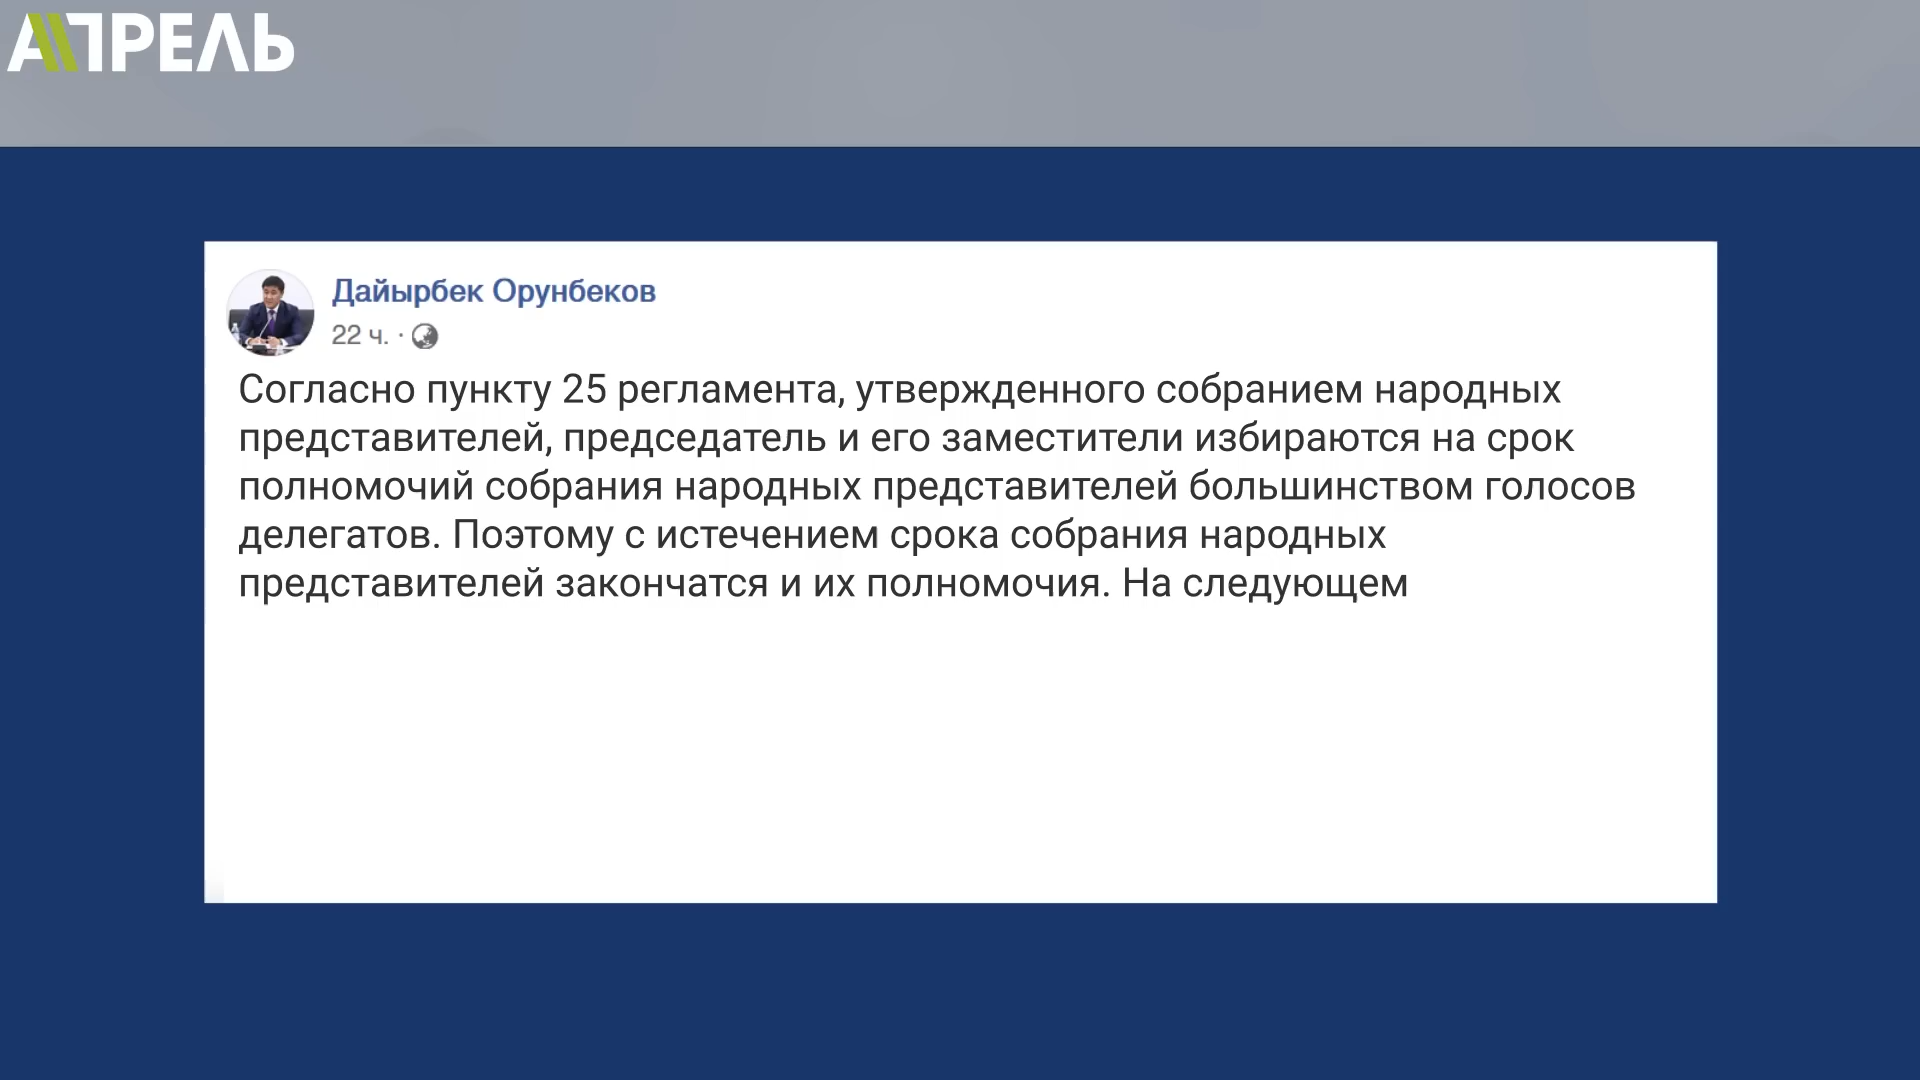 АПРЕЛЬ
Дайырбек Орунбеков
22 ч. ·
Согласно пункту 25 регламента, утвержденного собранием народных
представителей, председатель и его заместители избираются на срок
полномочий собрания народных представителей большинством голосов
делегатов. Поэтому с истечением срока собрания народных
представителей закончатся и их полномочия. На следующем